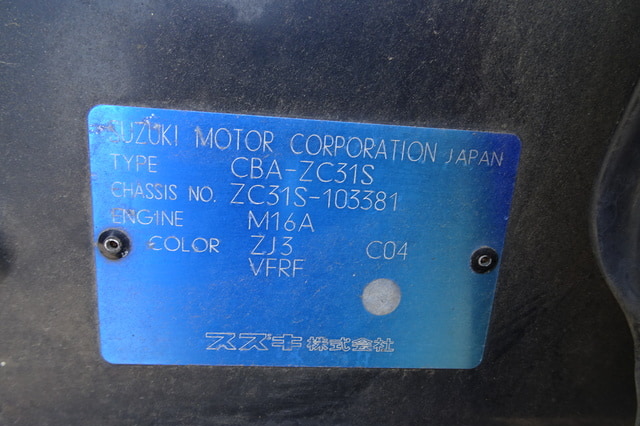 SUZUKI MOTOR CORPORATION JAPAN
TYPE CBA-ZC31S
CHASSIS NO. ZC31S-103381
ENGINE M16A
COLOR ZJ3 C04
VFRF
スズキ株式会社